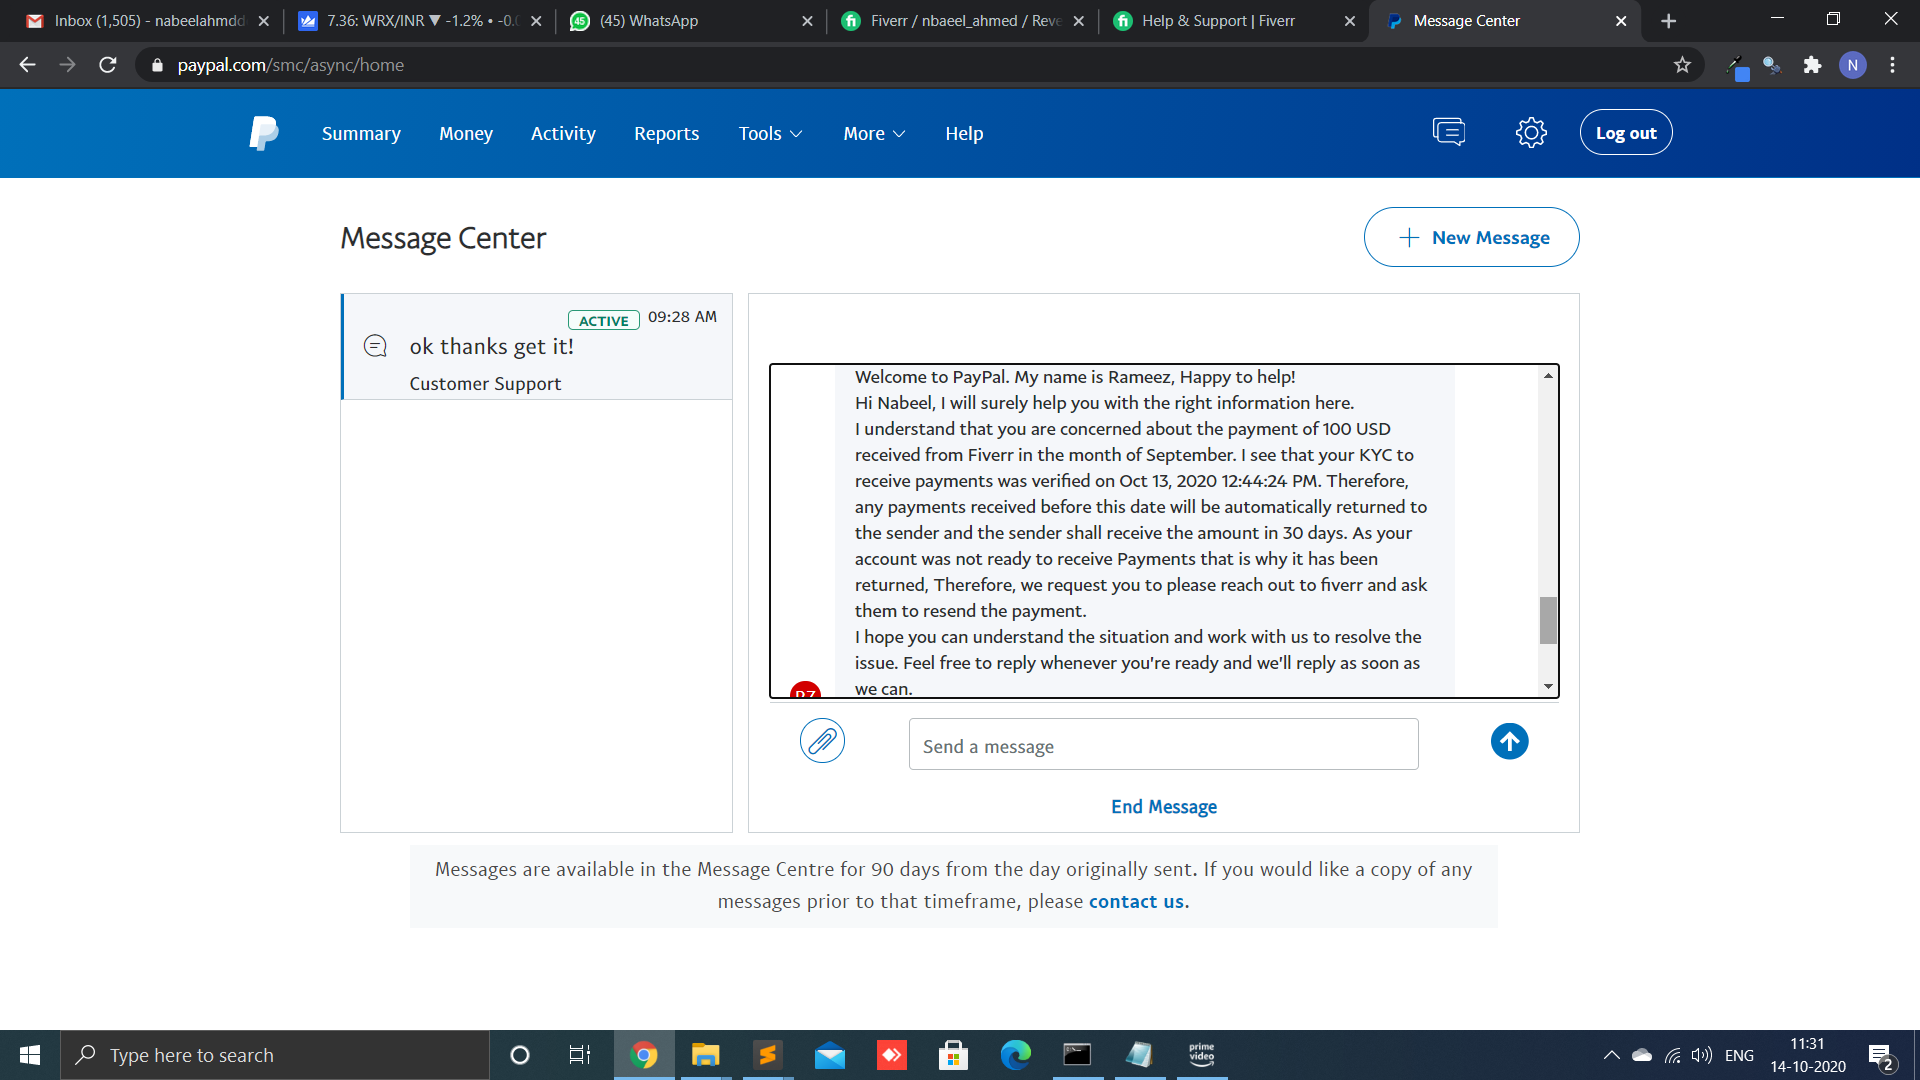 Inbox (1,505) - nabeelahmdd
7.36: WRX/INR ▼ -1.2% • -0.0
(45) WhatsApp
Fiverr / nbaeel_ahmed / Reve
Help & Support | Fiverr
Message Center
paypal.com/smc/async/home
N
Summary
Money
Activity
Reports
Tools
More
Help
Log out
Message Center
New Message
ACTIVE
09:28 AM
ok thanks get it!
Customer Support
Welcome to PayPal. My name is Rameez, Happy to help!
Hi Nabeel, I will surely help you with the right information here.
I understand that you are concerned about the payment of 100 USD
received from Fiverr in the month of September. I see that your KYC to
receive payments was verified on Oct 13, 2020 12:44:24 PM. Therefore,
any payments received before this date will be automatically returned to
the sender and the sender shall receive the amount in 30 days. As your
account was not ready to receive Payments that is why it has been
returned, Therefore, we request you to please reach out to fiverr and ask
them to resend the payment.
I hope you can understand the situation and work with us to resolve the
issue. Feel free to reply whenever you're ready and we'll reply as soon as
we can.
Send a message
End Message
Messages are available in the Message Centre for 90 days from the day originally sent. If you would like a copy of any
messages prior to that timeframe, please contact us.
Type here to search
prime
video
ENG
11:31
14-10-2020
2